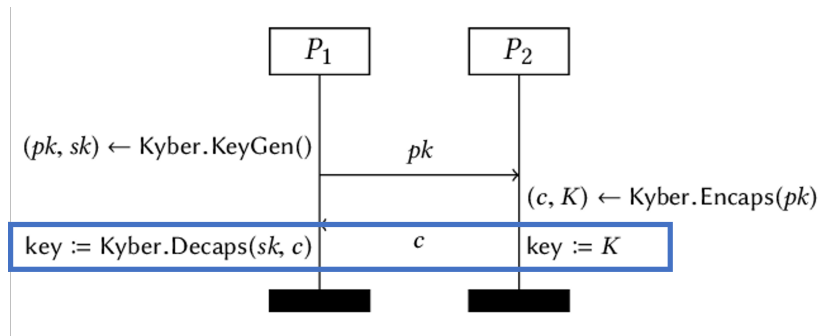 P₁ P₂
(pk, sk) ← Kyber.KeyGen() pk
(c, K) ← Kyber.Encaps(pk)
key := Kyber.Decaps(sk, c) c key := K